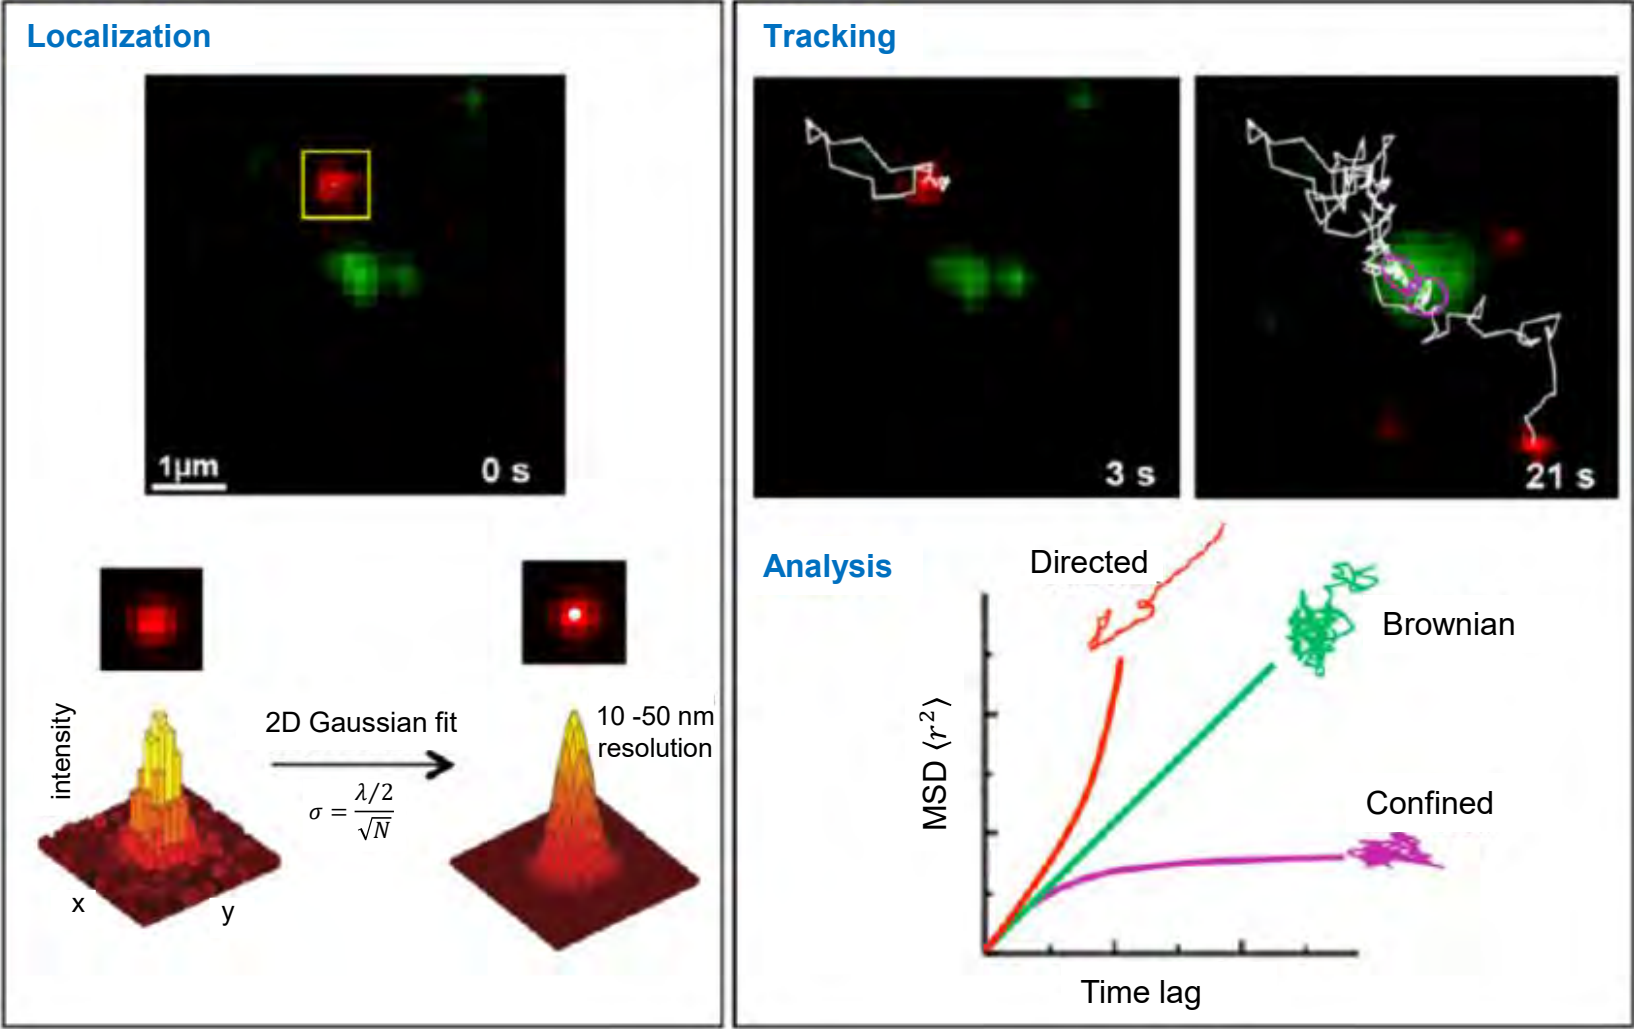 Localization
1μm
0 s
intensity
x
y
2D Gaussian fit
σ = λ/2 / √N
10 -50 nm
resolution
Tracking
3 s
21 s
Analysis
Directed
Brownian
Confined
MSD ⟨r²⟩
Time lag